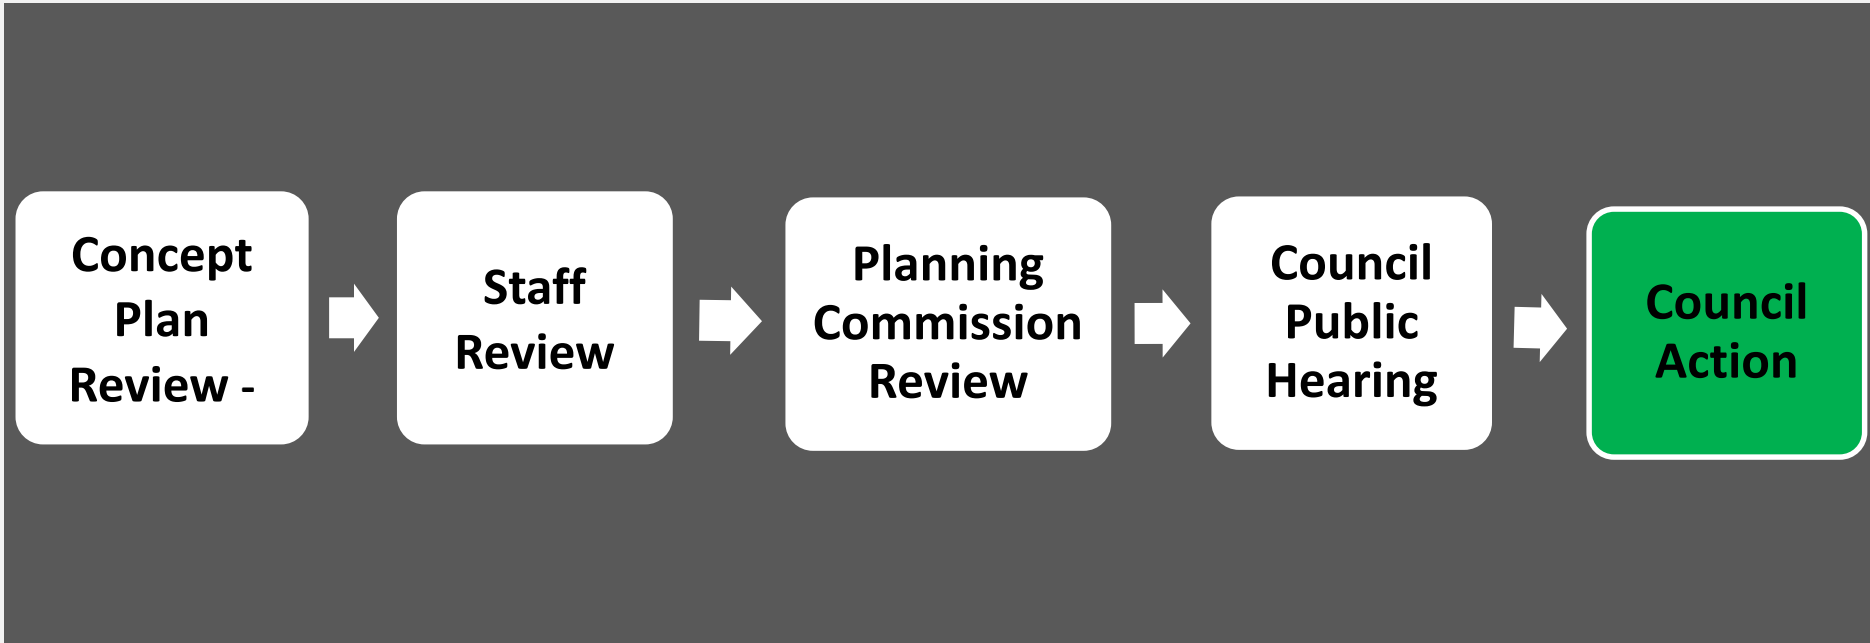 Concept
Plan
Review -
Staff
Review
Planning
Commission
Review
Council
Public
Hearing
Council
Action